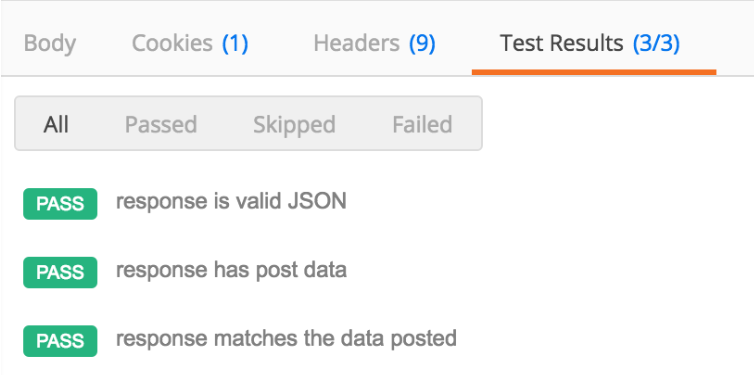 Body Cookies (1) Headers (9) Test Results (3/3)
All Passed Skipped Failed
PASS response is valid JSON
PASS response has post data
PASS response matches the data posted